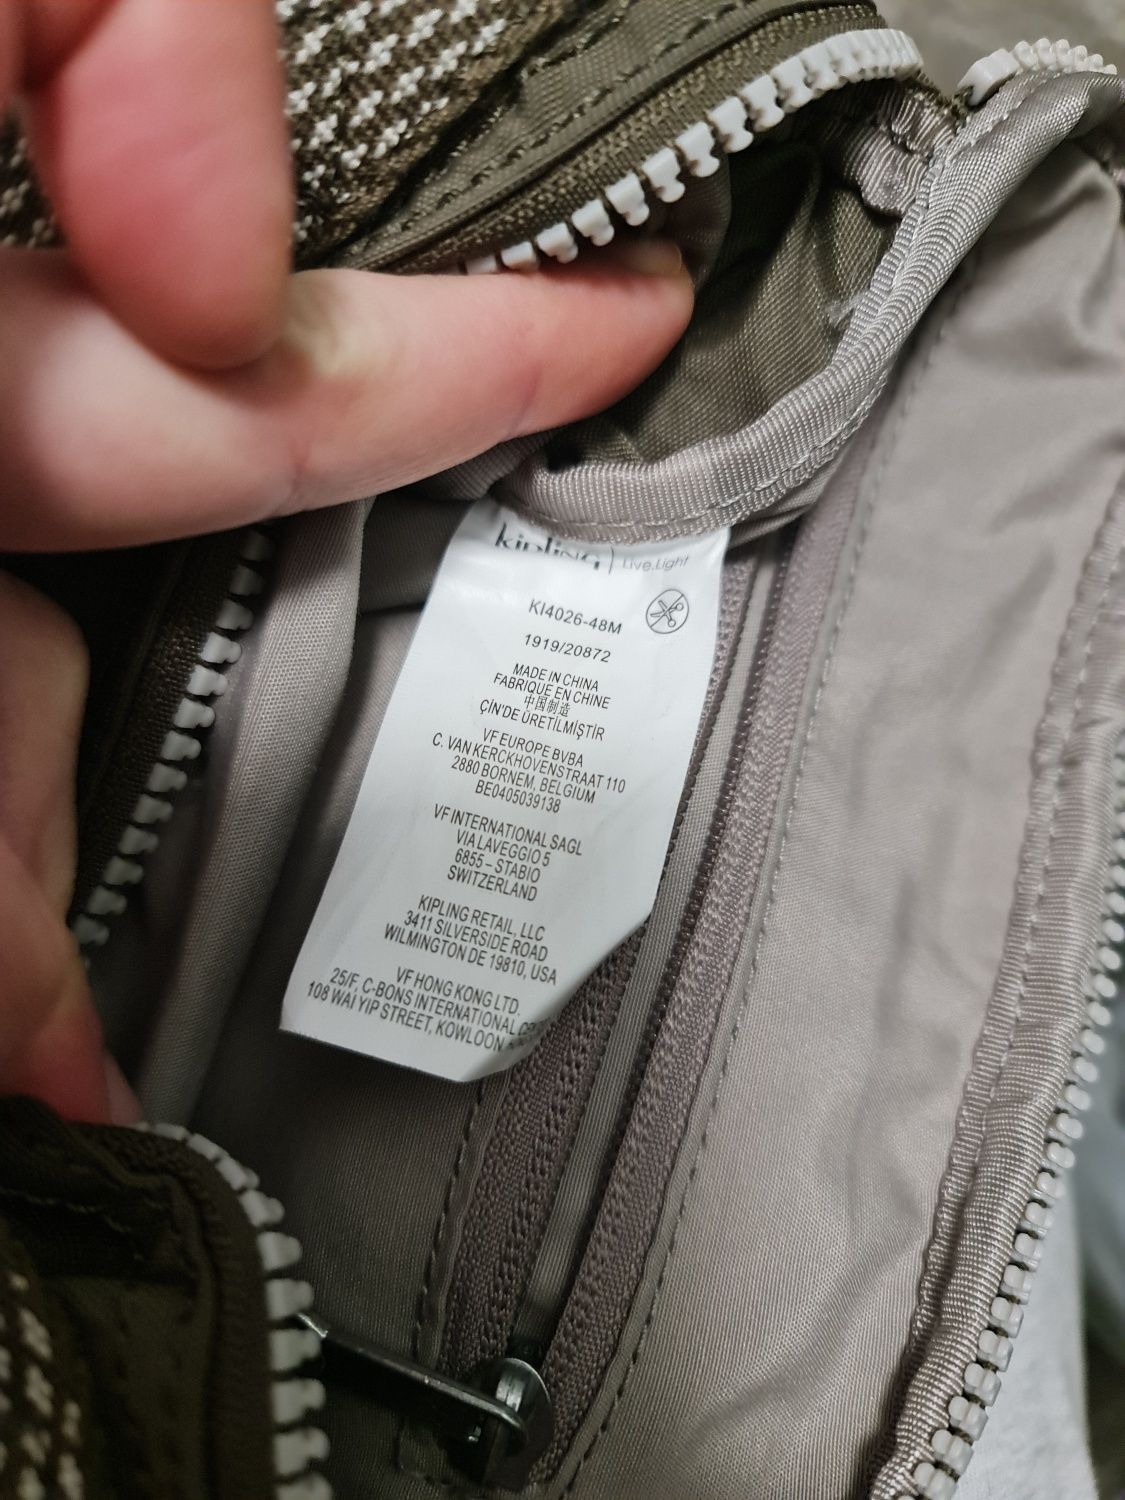 kipling | Live.Light
KI4026-48M
1919/20872
MADE IN CHINA
FABRIQUE EN CHINE
中国制造
ÇİN'DE ÜRETİLMİŞTİR
VF EUROPE BVBA
C. VAN KERCKHOVENSTRAAT 110
2880 BORNEM, BELGIUM
BE0405039138
VF INTERNATIONAL SAGL
VIA LAVEGGIO 5
6855 – STABIO
SWITZERLAND
KIPLING RETAIL, LLC
3411 SILVERSIDE ROAD
WILMINGTON DE 19810, USA
VF HONG KONG LTD.
25/F, C-BONS INTERNATIONAL
108 WAI YIP STREET, KOWLOON